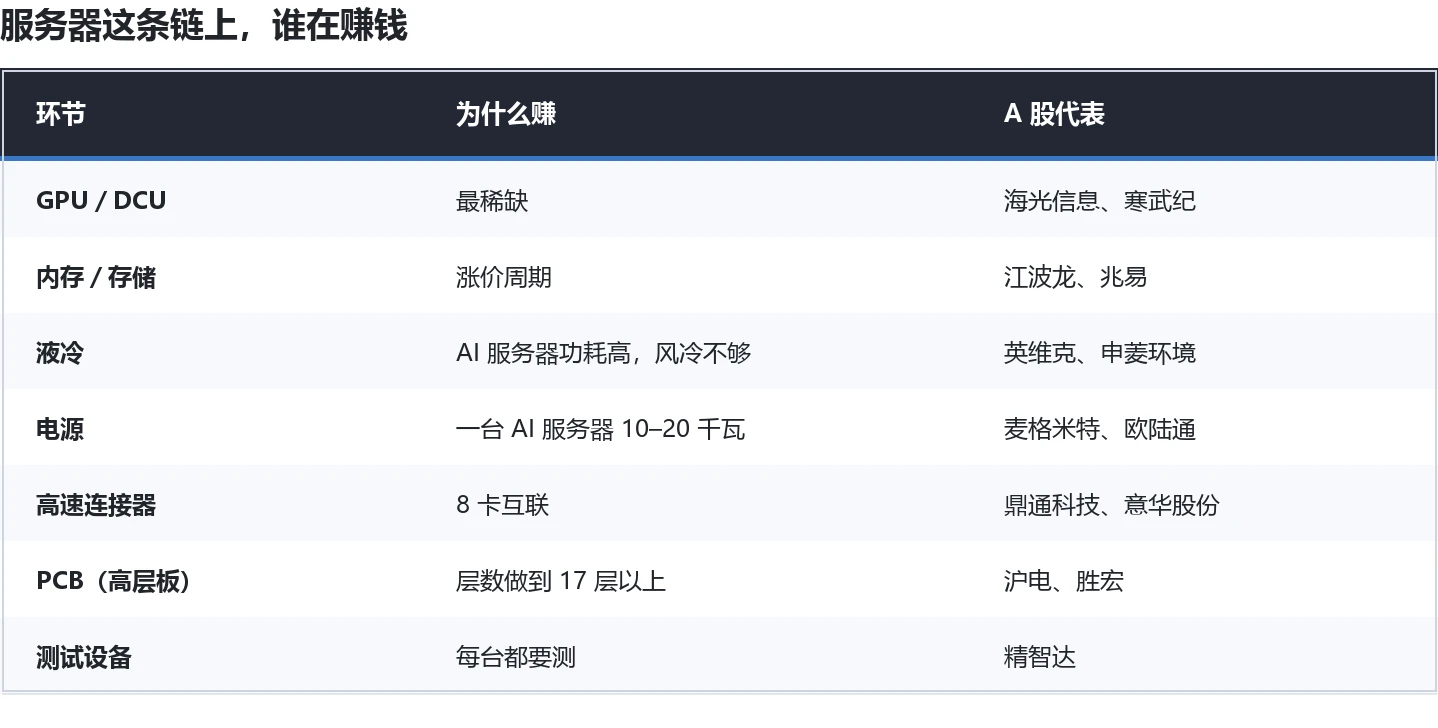 服务器这条链上，谁在赚钱
环节 为什么赚 A 股代表
GPU / DCU 最稀缺 海光信息、寒武纪
内存 / 存储 涨价周期 江波龙、兆易
液冷 AI 服务器功耗高，风冷不够 英维克、申菱环境
电源 一台 AI 服务器 10–20 千瓦 麦格米特、欧陆通
高速连接器 8 卡互联 鼎通科技、意华股份
PCB（高层板） 层数做到 17 层以上 沪电、胜宏
测试设备 每台都要测 精智达